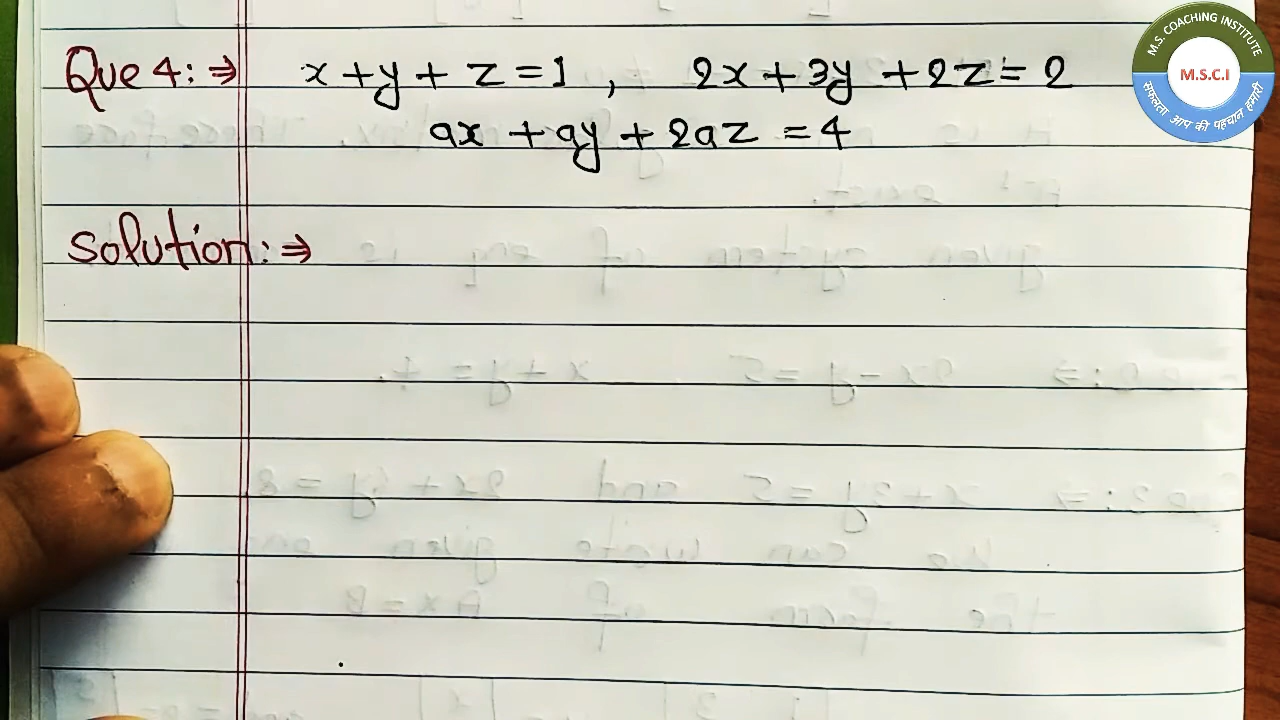 Que 4: ⇒ x + y + z = 1 , 2x + 3y + 2z = 2
ax + ay + 2az = 4
Solution: ⇒
M.S. COACHING INSTITUTE
M.S.C.I
सफलता आप की पहचान हमारी